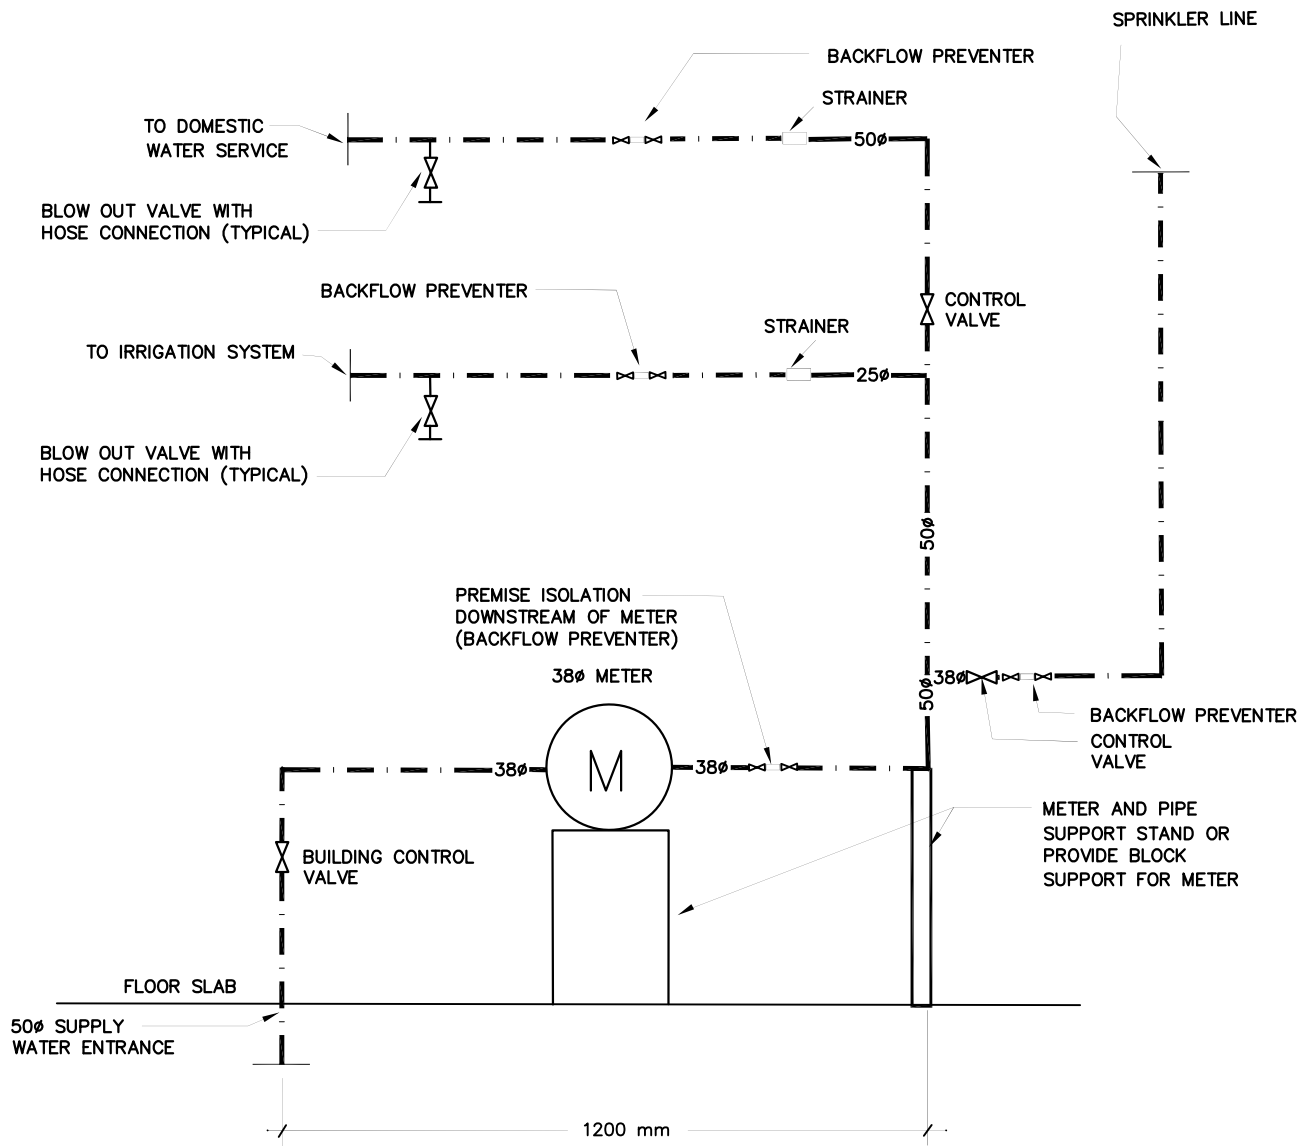 SPRINKLER LINE
BACKFLOW PREVENTER
STRAINER
TO DOMESTIC
WATER SERVICE
50ø
BLOW OUT VALVE WITH
HOSE CONNECTION (TYPICAL)
BACKFLOW PREVENTER
CONTROL
VALVE
STRAINER
TO IRRIGATION SYSTEM
25ø
BLOW OUT VALVE WITH
HOSE CONNECTION (TYPICAL)
50ø
PREMISE ISOLATION
DOWNSTREAM OF METER
(BACKFLOW PREVENTER)
38ø METER
50ø
38ø
BACKFLOW PREVENTER
CONTROL
VALVE
38ø
M
38ø
METER AND PIPE
SUPPORT STAND OR
PROVIDE BLOCK
SUPPORT FOR METER
BUILDING CONTROL
VALVE
FLOOR SLAB
50ø SUPPLY
WATER ENTRANCE
1200 mm